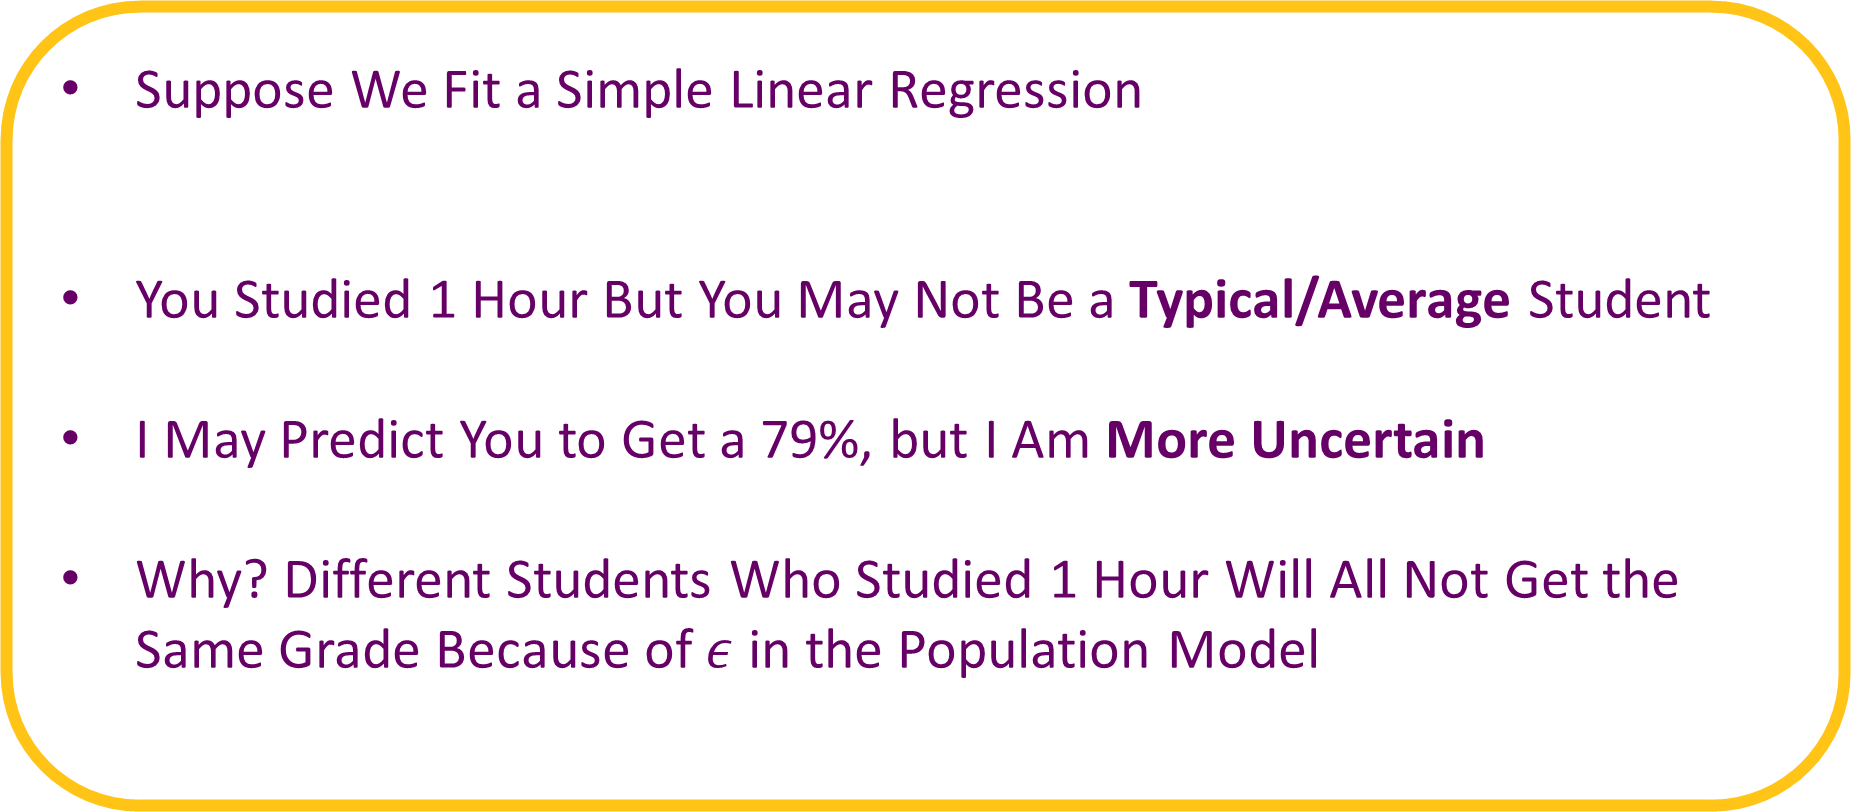 • Suppose We Fit a Simple Linear Regression
• You Studied 1 Hour But You May Not Be a Typical/Average Student
• I May Predict You to Get a 79%, but I Am More Uncertain
• Why? Different Students Who Studied 1 Hour Will All Not Get the
Same Grade Because of ϵ in the Population Model